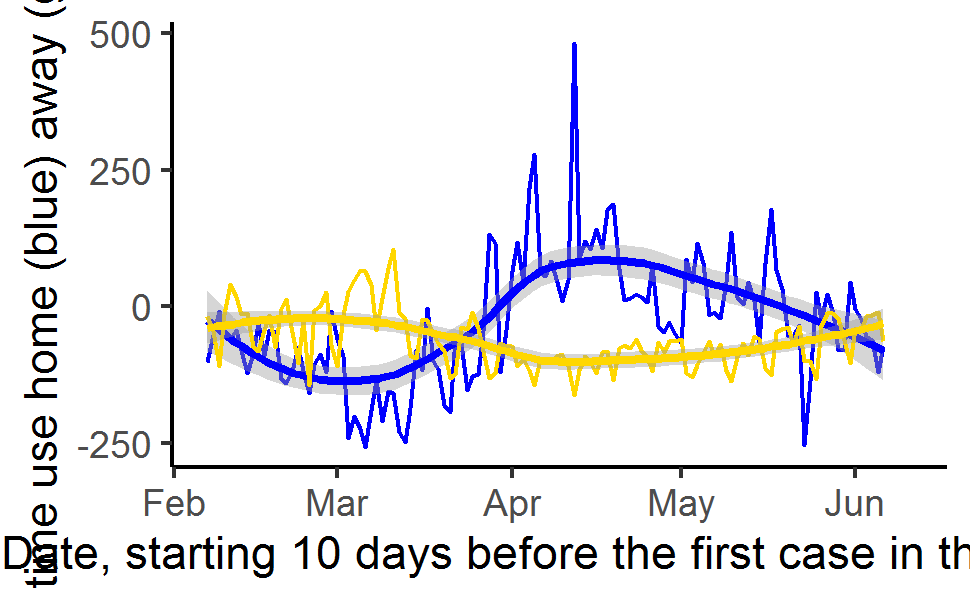 time use home (blue) away (
500
250
0
-250
Feb Mar Apr May Jun
Date, starting 10 days before the first case in th